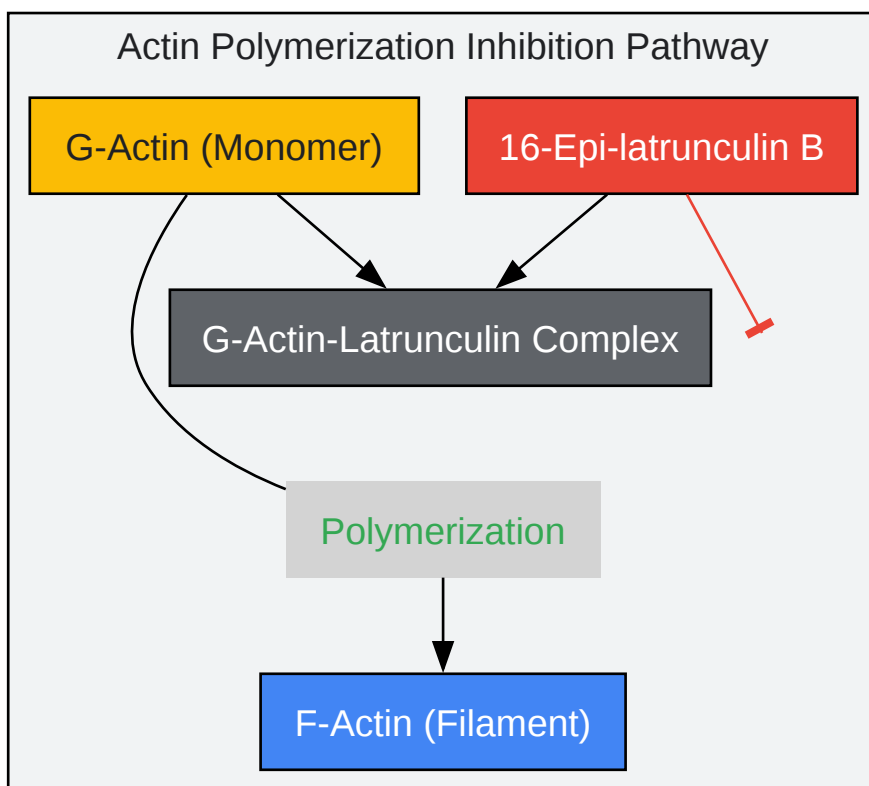 Actin Polymerization Inhibition Pathway
G-Actin (Monomer)
16-Epi-latrunculin B
G-Actin-Latrunculin Complex
Polymerization
F-Actin (Filament)